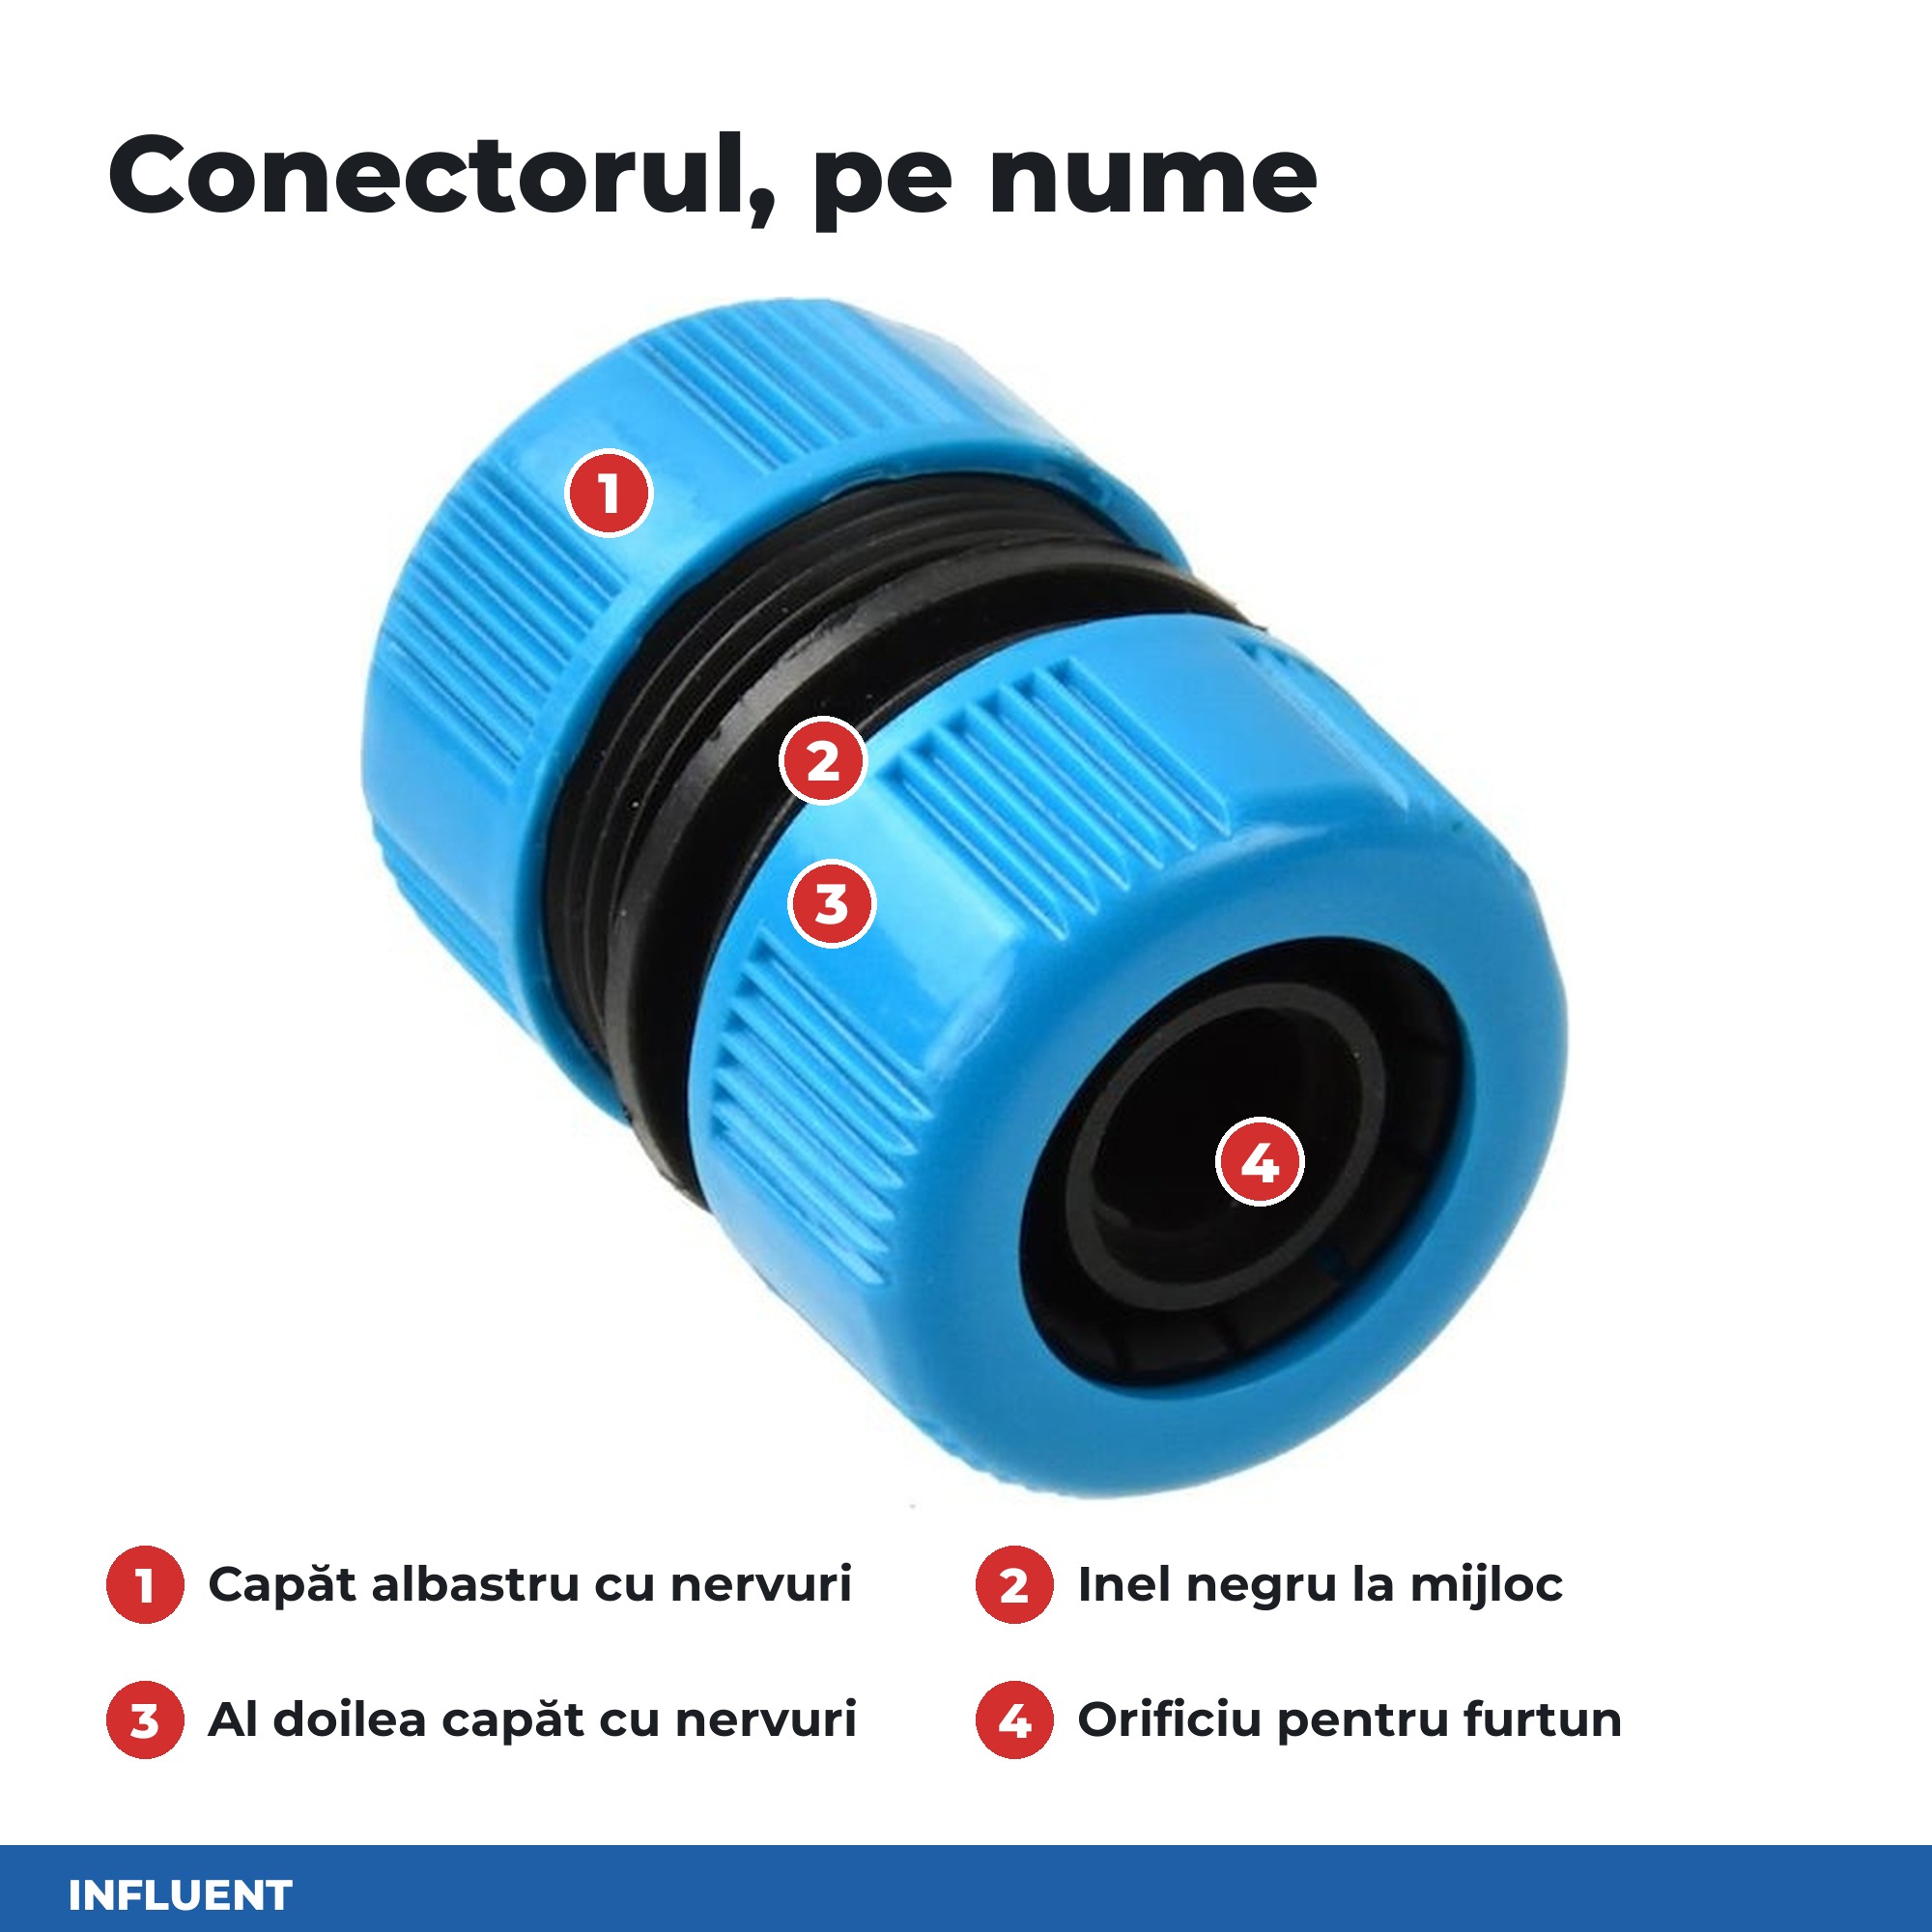 Conectorul, pe nume
1
2
3
4
1 Capăt albastru cu nervuri
2 Inel negru la mijloc
3 Al doilea capăt cu nervuri
4 Orificiu pentru furtun
INFLUENT